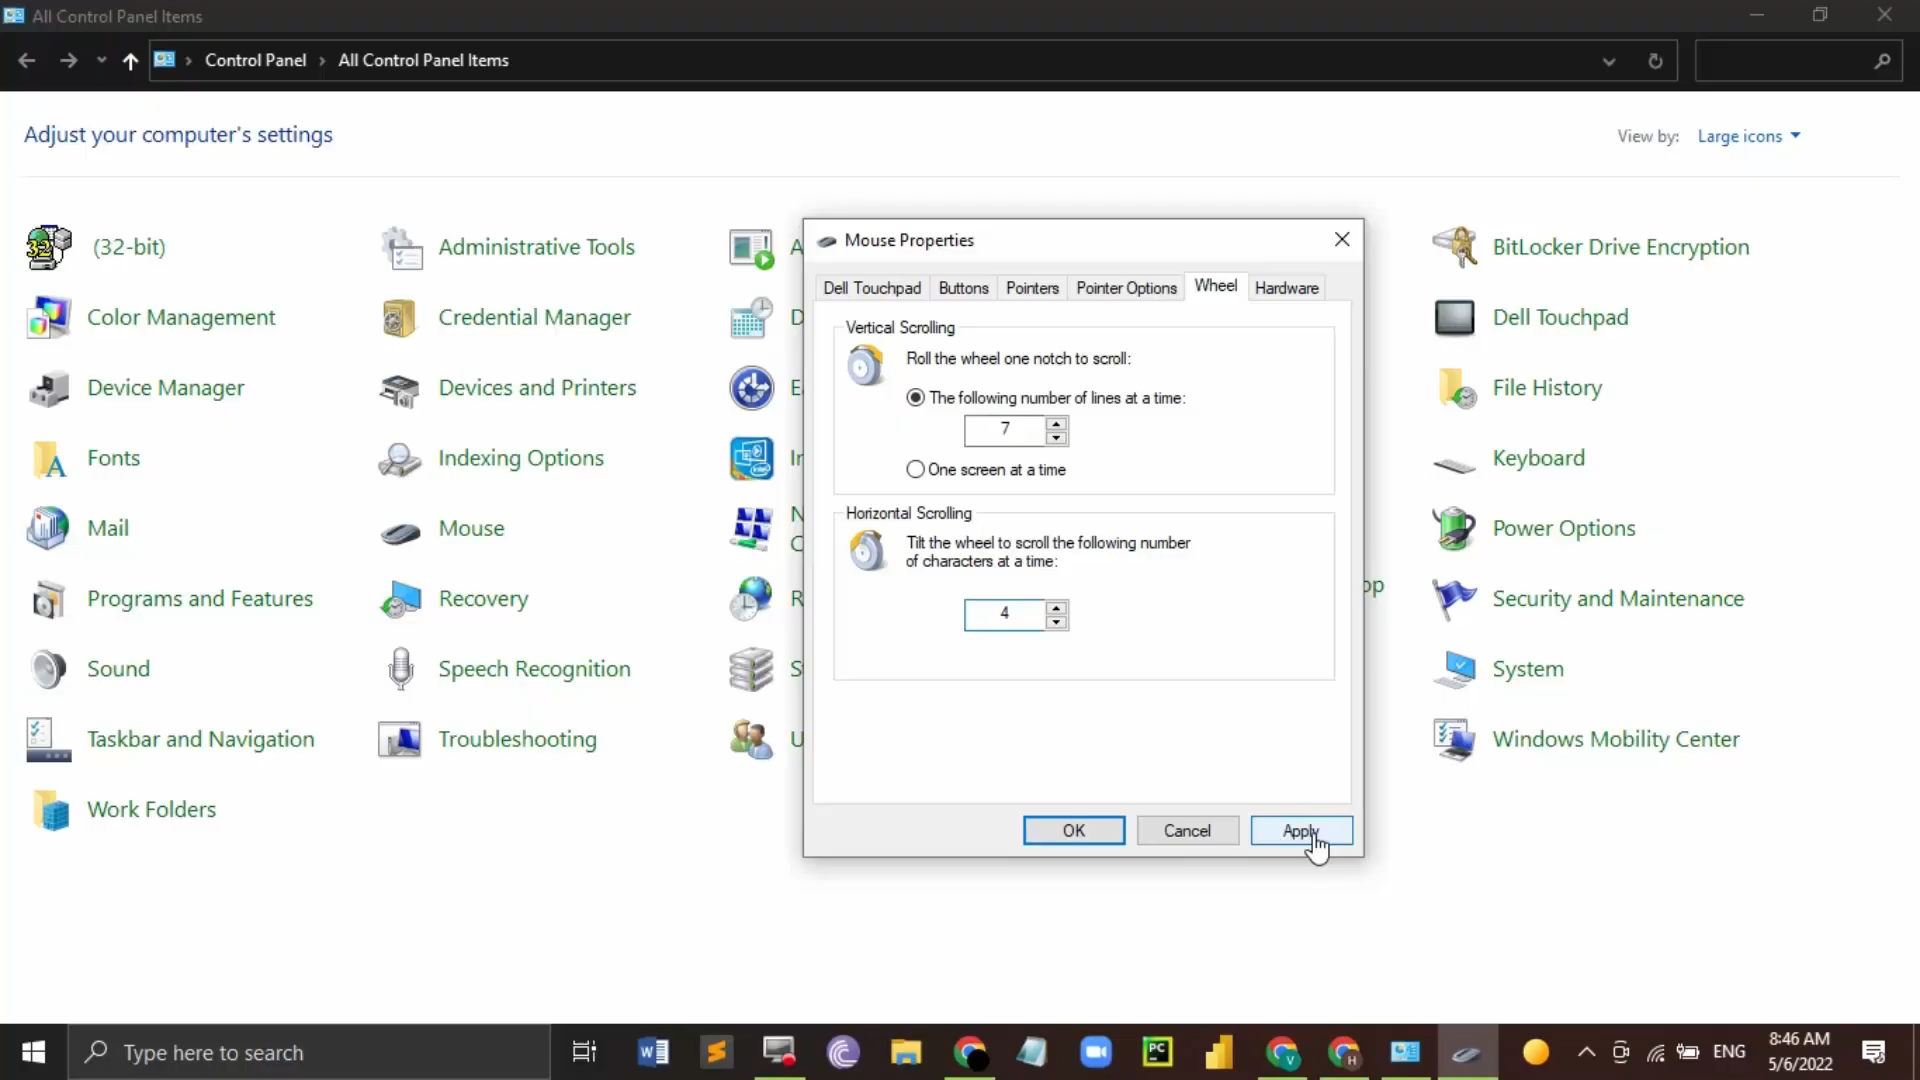 All Control Panel Items
Control Panel
All Control Panel Items
Adjust your computer's settings
View by: Large icons
(32-bit)
Administrative Tools
BitLocker Drive Encryption
Color Management
Credential Manager
Dell Touchpad
Device Manager
Devices and Printers
File History
Fonts
Indexing Options
Keyboard
Mail
Mouse
Power Options
Programs and Features
Recovery
Security and Maintenance
Sound
Speech Recognition
System
Taskbar and Navigation
Troubleshooting
Windows Mobility Center
Work Folders
Mouse Properties
Dell Touchpad Buttons Pointers Pointer Options Wheel Hardware
Vertical Scrolling
Roll the wheel one notch to scroll:
The following number of lines at a time:
7
One screen at a time
Horizontal Scrolling
Tilt the wheel to scroll the following number
of characters at a time:
4
OK Cancel Apply
Type here to search
ENG
8:46 AM
5/6/2022